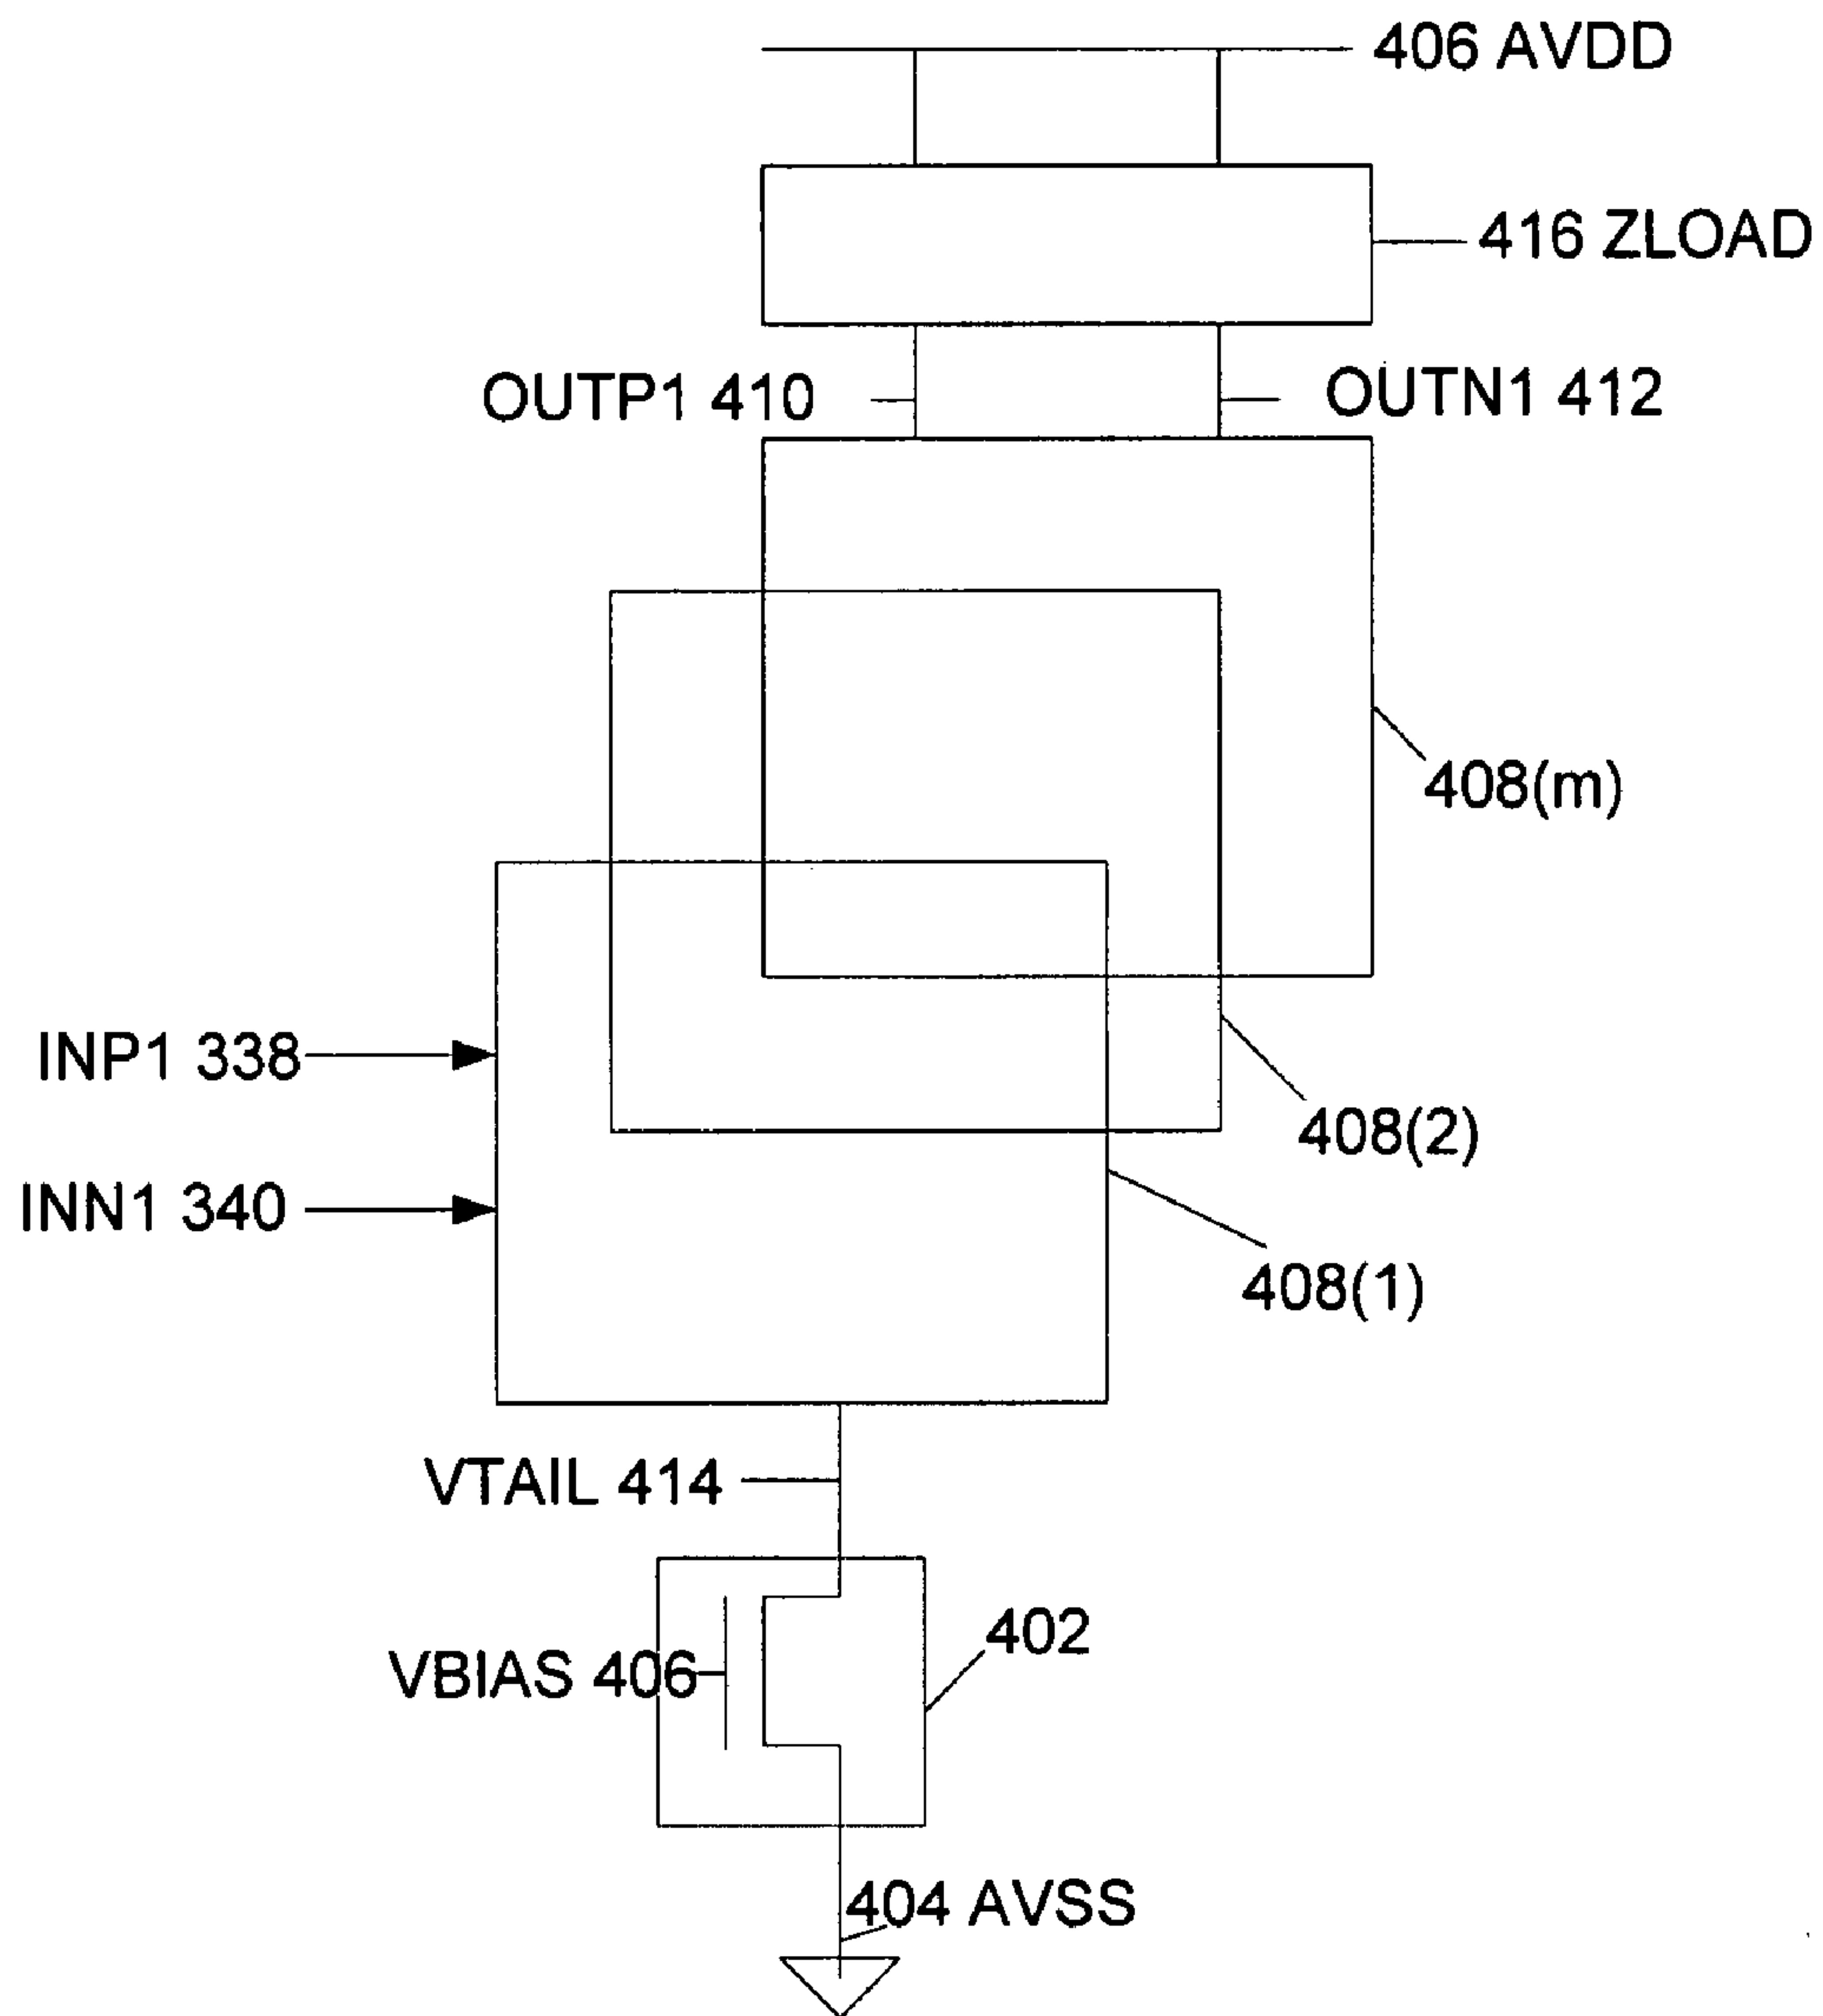 406 AVDD
416 ZLOAD
OUTP1 410
OUTN1 412
408(m)
INP1 338
408(2)
INN1 340
408(1)
VTAIL 414
402
VBIAS 406
404 AVSS